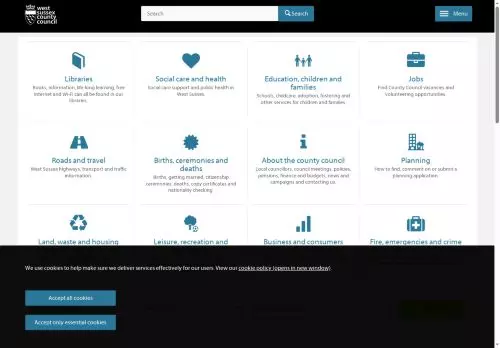 west
sussex
county
council
Search
Search
Menu
Libraries
Books, information, life-long learning, free
internet and Wi-Fi can all be found in our
libraries.
Social care and health
Social care support and public health in
West Sussex.
Education, children and
families
Schools, childcare, adoption, fostering and
other services for children and families
Jobs
Find County Council vacancies and
volunteering opportunities.
Roads and travel
West Sussex highways, transport and traffic
information
Births, ceremonies and
deaths
Births, getting married, citizenship
ceremonies, deaths, copy certificates and
nationality checking
About the county council
Local councillors, council meetings, policies,
pensions, finance and budgets, news and
campaigns and contacting us.
Planning
How to find, comment on or submit a
planning application
Land, waste and housing
Leisure, recreation and
Business and consumers
Fire, emergencies and crime
We use cookies to help make sure we deliver services effectively for our users. View our cookie policy (opens in new window).
Accept all cookies
Accept only essential cookies